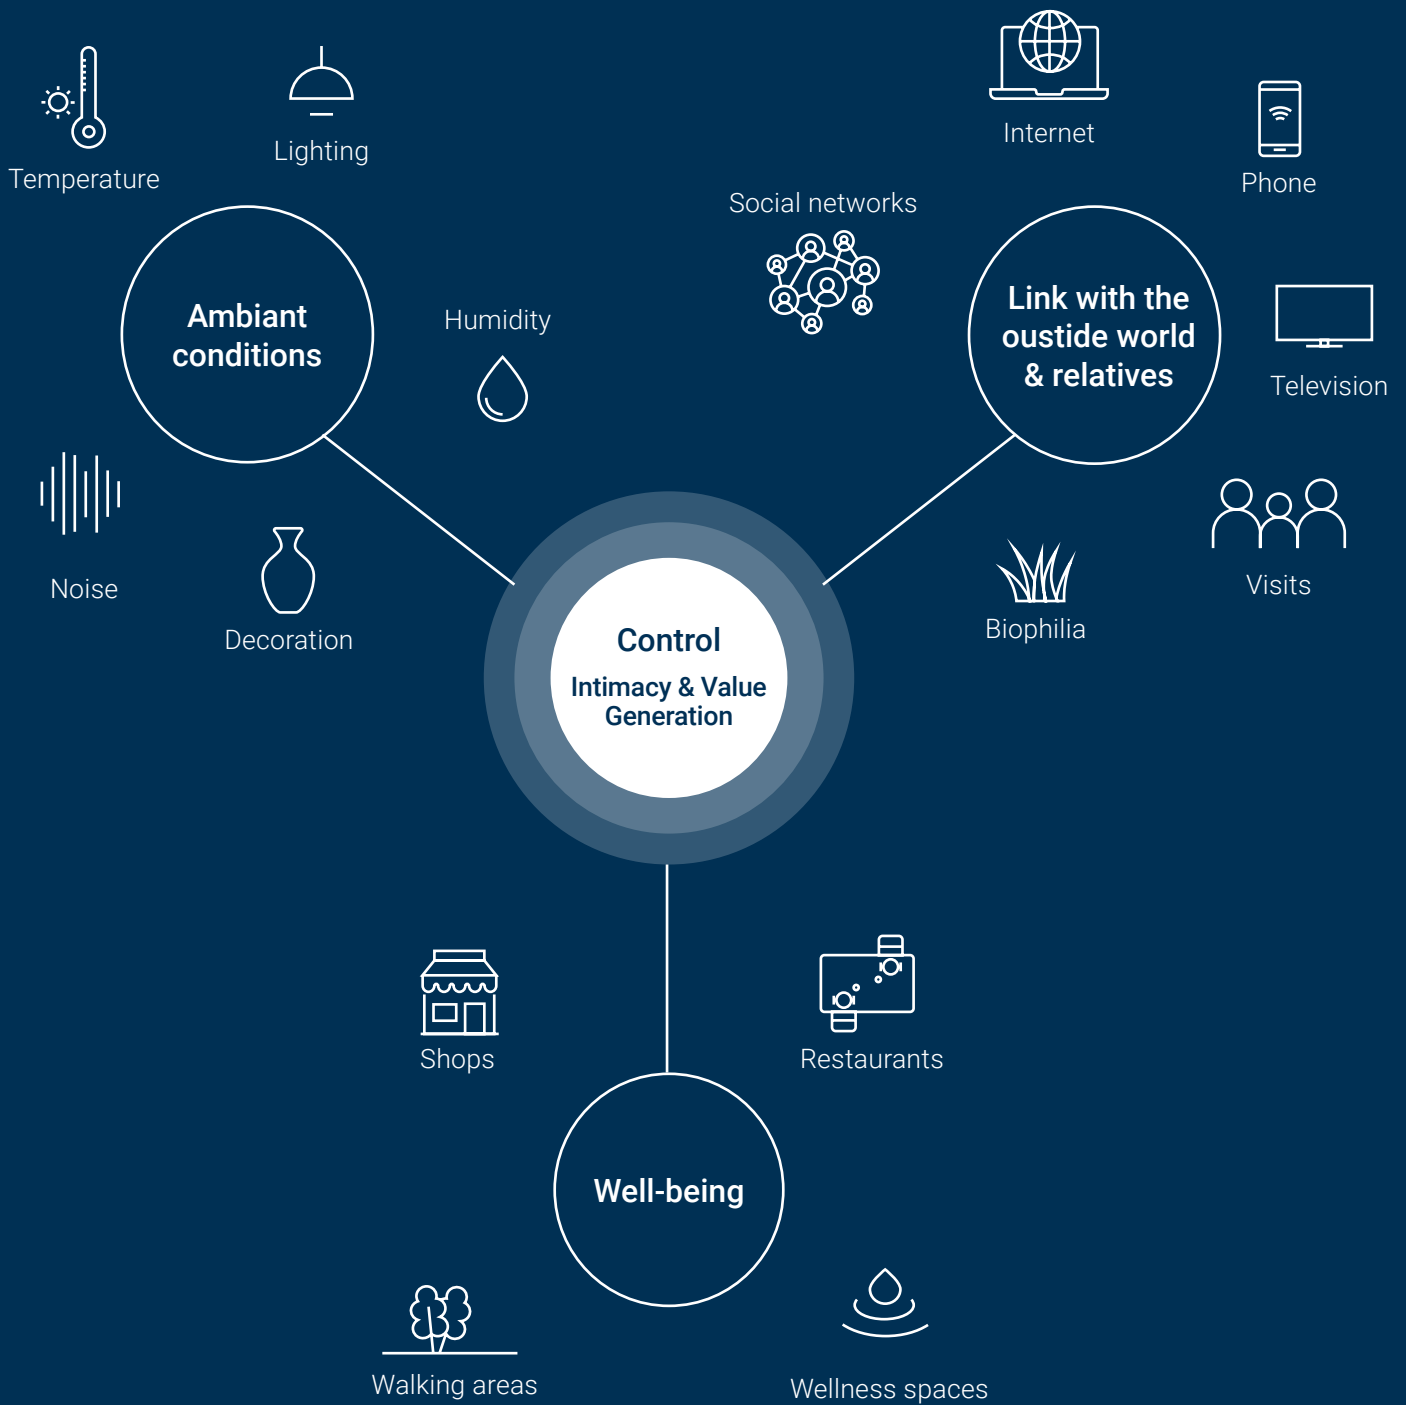 Temperature
Lighting
Ambiant
conditions
Humidity
Noise
Decoration
Internet
Phone
Social networks
Link with the
oustide world
& relatives
Television
Visits
Biophilia
Control
Intimacy & Value
Generation
Shops
Restaurants
Well-being
Walking areas
Wellness spaces